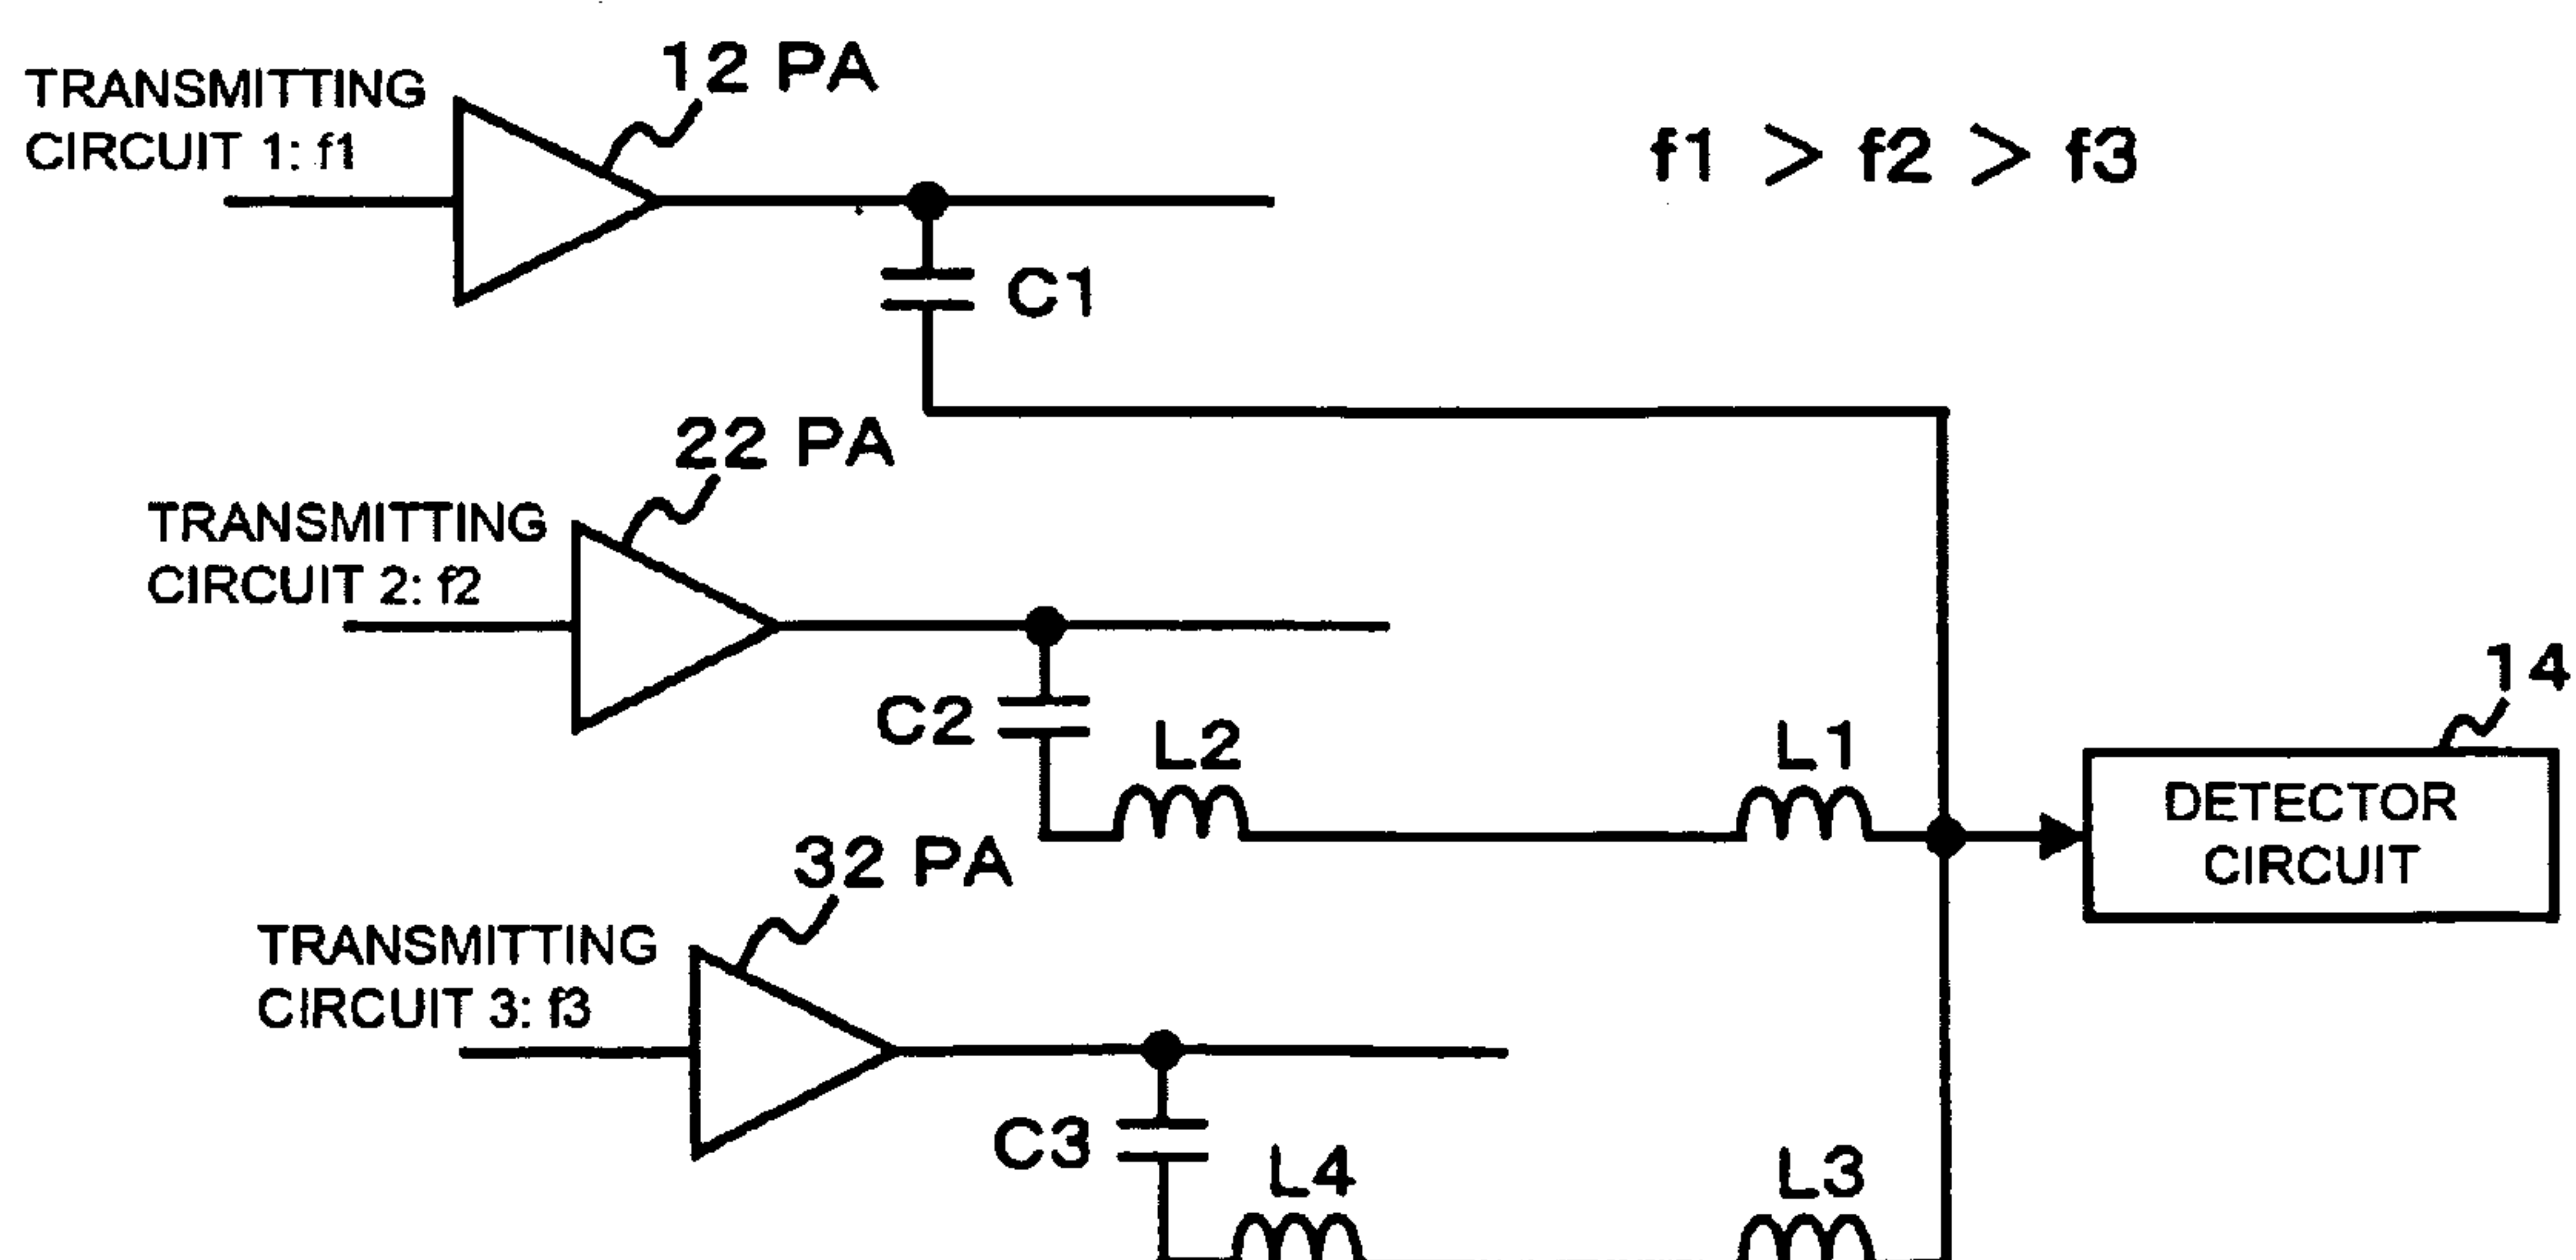 12 PA
TRANSMITTING
CIRCUIT 1: f1
f1 > f2 > f3
C1
22 PA
TRANSMITTING
CIRCUIT 2: f2
14
C2
L2
L1
DETECTOR
CIRCUIT
32 PA
TRANSMITTING
CIRCUIT 3: f3
C3
L4
L3